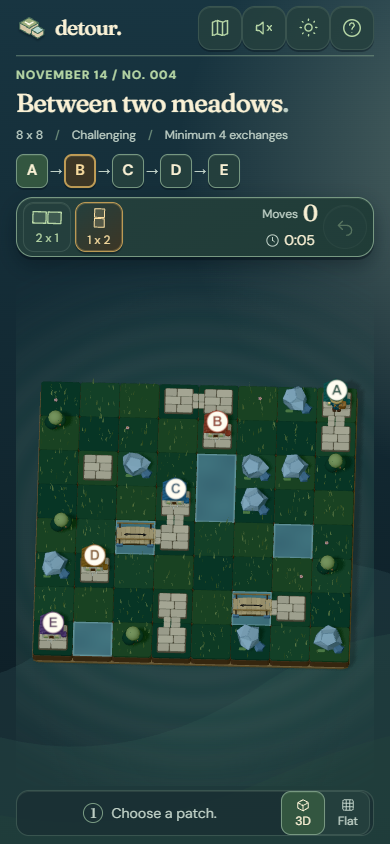 detour.
NOVEMBER 14 / NO. 004
Between two meadows.
8 x 8 / Challenging / Minimum 4 exchanges
A → B → C → D → E
2 x 1
1 x 2
Moves 0
0:05
A
B
C
D
E
1 Choose a patch.
3D
Flat